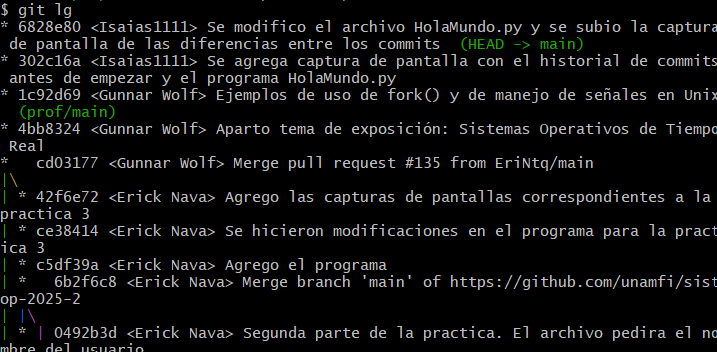 $ git lg
* 6828e80 <Isaias1111> Se modifico el archivo HolaMundo.py y se subio la captura
 de pantalla de las diferencias entre los commits  (HEAD -> main)
* 302c16a <Isaias1111> Se agrega captura de pantalla con el historial de commits
 antes de empezar y el programa HolaMundo.py
* 1c92d69 <Gunnar Wolf> Ejemplos de uso de fork() y de manejo de señales en Unix
  (prof/main)
* 4bb8324 <Gunnar Wolf> Aparto tema de exposición: Sistemas Operativos de Tiempo
 Real
*   cd03177 <Gunnar Wolf> Merge pull request #135 from EriNtq/main
|\
| * 42f6e72 <Erick Nava> Agrego las capturas de pantallas correspondientes a la
practica 3
| * ce38414 <Erick Nava> Se hicieron modificaciones en el programa para la pract
ica 3
| * c5df39a <Erick Nava> Agrego el programa
| *   6b2f6c8 <Erick Nava> Merge branch 'main' of https://github.com/unamfi/sist
op-2025-2
| |\
| * | 0492b3d <Erick Nava> Segunda parte de la practica. El archivo pedira el no
mbre del usuario